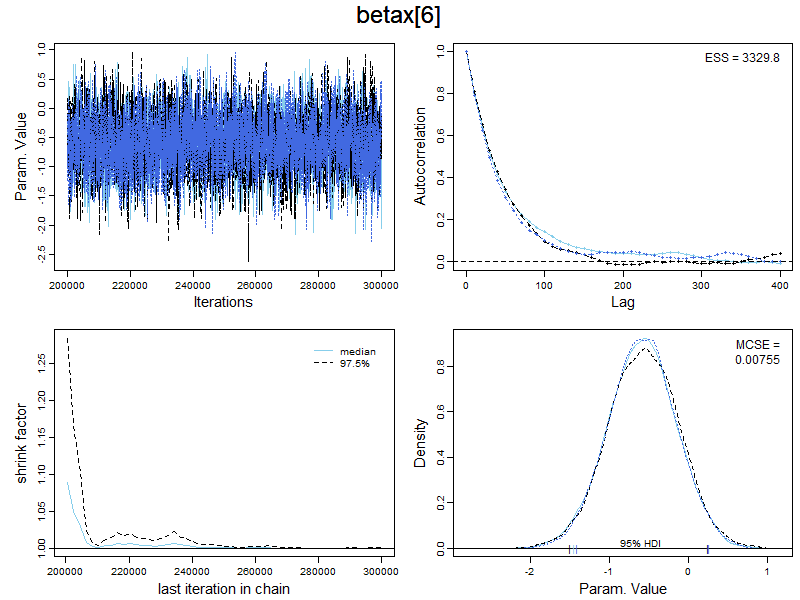 betax[6]
Param. Value
1.0
0.5
0.0
-0.5
-1.0
-1.5
-2.0
-2.5
200000 220000 240000 260000 280000 300000
Iterations
ESS = 3329.8
Autocorrelation
1.0
0.8
0.6
0.4
0.2
0.0
0 100 200 300 400
Lag
median
97.5%
shrink factor
1.25
1.20
1.15
1.10
1.05
1.00
200000 220000 240000 260000 280000 300000
last iteration in chain
MCSE =
0.00755
Density
0.8
0.6
0.4
0.2
0.0
95% HDI
-2 -1 0 1
Param. Value